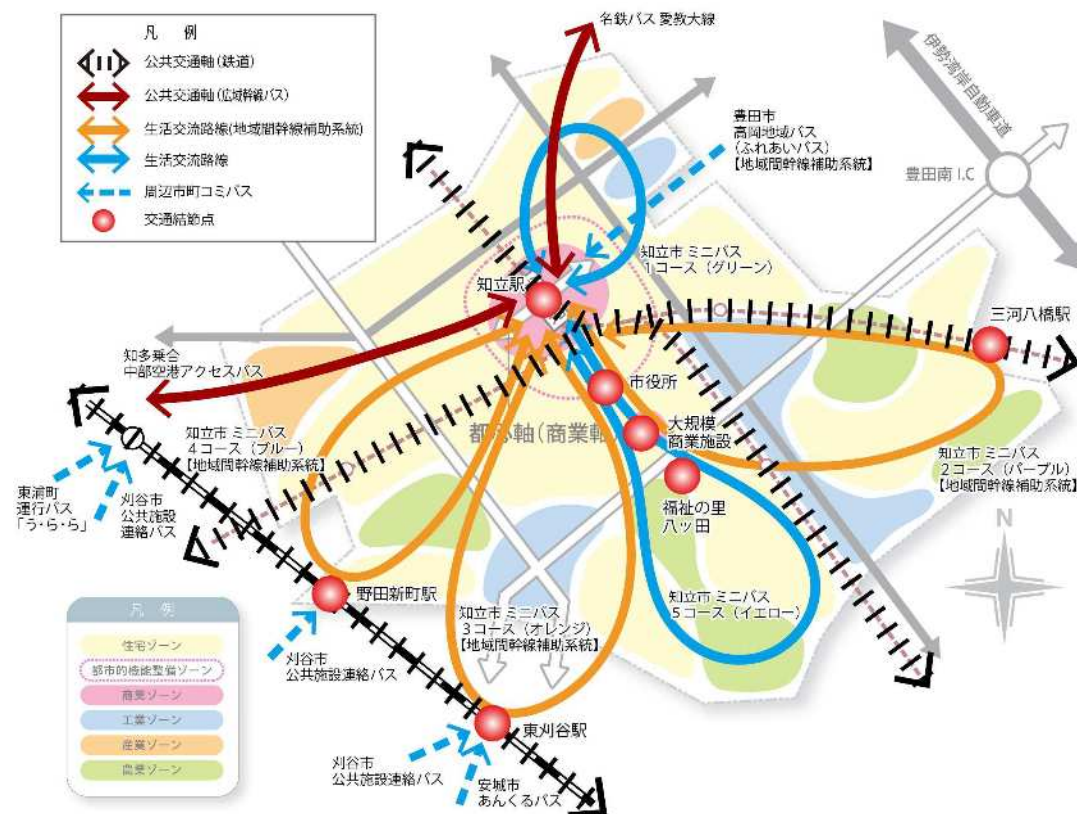 凡 例
公共交通軸(鉄道)
公共交通軸(広域幹線バス)
生活交流路線(地域間幹線補助系統)
生活交流路線
周辺市町コミバス
交通結節点
名鉄バス 愛教大線
伊勢湾岸自動車道
豊田南 I.C
豊田市
高岡地域バス
(ふれあいバス)
【地域間幹線補助系統】
知立市 ミニバス
1コース (グリーン)
知立駅
三河八橋駅
知多乗合
中部空港アクセスバス
市役所
大規模
商業施設
都心軸(商業軸)
知立市 ミニバス
4コース (ブルー)
【地域間幹線補助系統】
知立市 ミニバス
2コース (パープル)
【地域間幹線補助系統】
福祉の里
八ッ田
東浦町
運行バス
「う・ら・ら」
刈谷市
公共施設
連絡バス
N
野田新町駅
知立市 ミニバス
3コース (オレンジ)
【地域間幹線補助系統】
知立市 ミニバス
5コース (イエロー)
刈谷市
公共施設連絡バス
東刈谷駅
刈谷市
公共施設連絡バス
安城市
あんくるバス
凡 例
住宅ゾーン
都市的機能整備ゾーン
商業ゾーン
工業ゾーン
産業ゾーン
農業ゾーン